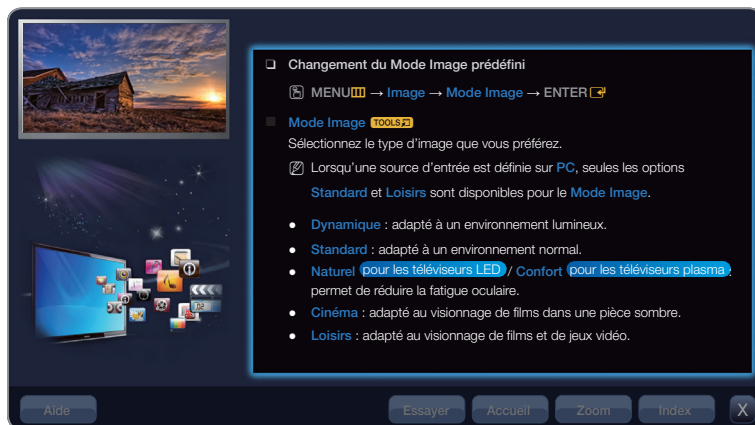 ❑ Changement du Mode Image prédéfini
MENU → Image → Mode Image → ENTER
■ Mode Image TOOLS
Sélectionnez le type d'image que vous préférez.
Lorsqu'une source d'entrée est définie sur PC, seules les options
Standard et Loisirs sont disponibles pour le Mode Image.
● Dynamique : adapté à un environnement lumineux.
● Standard : adapté à un environnement normal.
● Naturel pour les téléviseurs LED / Confort pour les téléviseurs plasma :
permet de réduire la fatigue oculaire.
● Cinéma : adapté au visionnage de films dans une pièce sombre.
● Loisirs : adapté au visionnage de films et de jeux vidéo.
Aide Essayer Accueil Zoom Index X